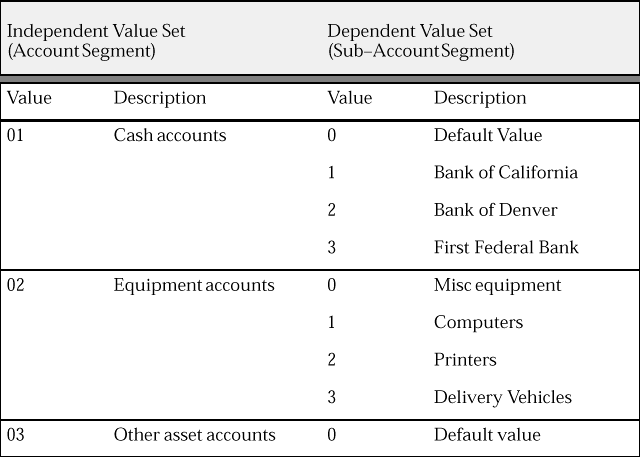 Independent Value Set Dependent Value Set
(Account Segment) (Sub–Account Segment)
Value Description Value Description
01 Cash accounts 0 Default Value
1 Bank of California
2 Bank of Denver
3 First Federal Bank
02 Equipment accounts 0 Misc equipment
1 Computers
2 Printers
3 Delivery Vehicles
03 Other asset accounts 0 Default value